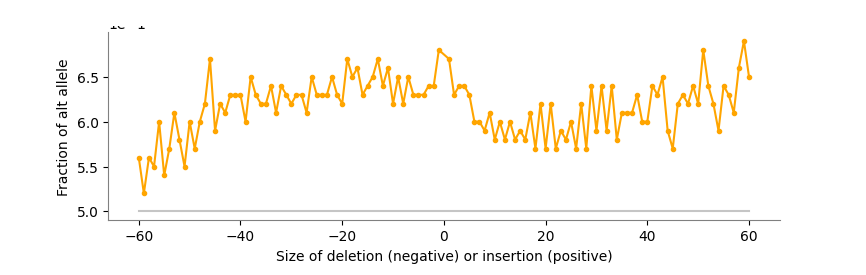 6.5
6.0
5.5
5.0
Fraction of alt allele
−60 −40 −20 0 20 40 60
Size of deletion (negative) or insertion (positive)